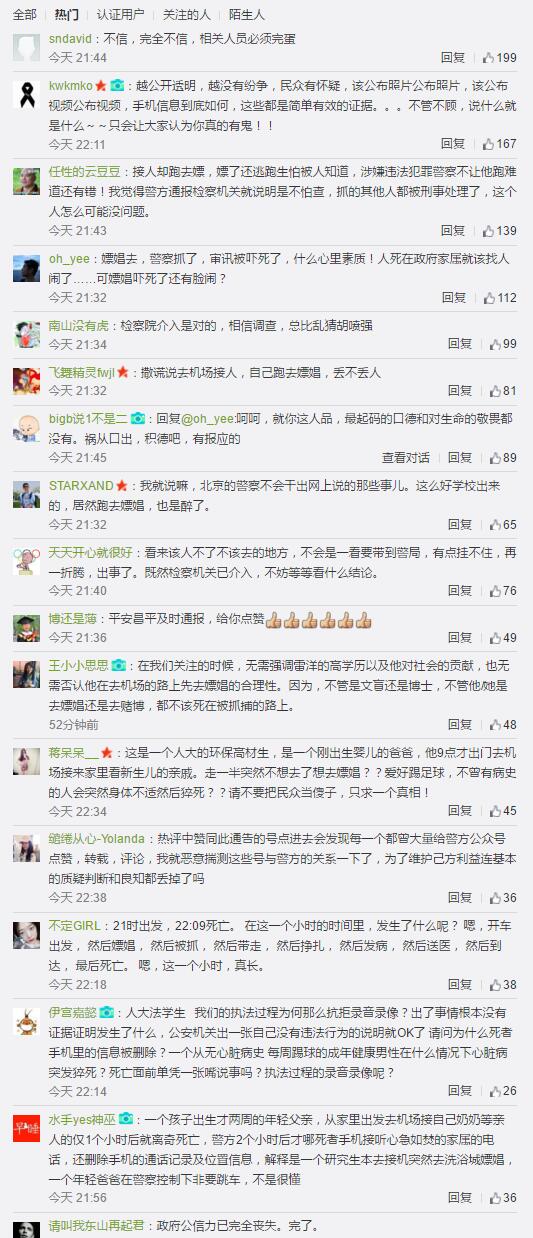 全部 热门 认证用户 关注的人 陌生人
sndavid：不信，完全不信，相关人员必须完蛋
今天 21:44 回复 199
kwkmko：越公开透明，越没有纷争，民众有怀疑，该公布照片公布照片，该公布
视频公布视频，手机信息到底如何，这些都是简单有效的证据。。。不管不顾，说什么就
是什么～～只会让大家认为你真的有鬼！！
今天 22:11 回复 167
任性的云豆豆：接人却跑去嫖，嫖了还逃跑生怕被人知道，涉嫌违法犯罪警察不让他跑难
道还有错！我觉得警方通报检察机关就说明是不怕查，抓的其他人都被刑事处理了，这个
人怎么可能没问题。
今天 21:43 回复 139
oh_yee：嫖娼去，警察抓了，审讯被吓死了，什么心里素质！人死在政府家属就该找人
闹了……可嫖娼吓死了还有脸闹？
今天 21:32 回复 112
南山没有虎：检察院介入是对的，相信调查，总比乱猜胡喷强
今天 21:34 回复 99
飞舞精灵fwjl：撒谎说去机场接人，自己跑去嫖娼，丢不丢人
今天 21:32 回复 81
bigb说1不是二：回复@oh_yee:呵呵，就你这人品，最起码的口德和对生命的敬畏都
没有。祸从口出，积德吧，有报应的
今天 21:45 查看对话 回复 89
STARXAND：我就说嘛，北京的警察不会干出网上说的那些事儿。这么好学校出来
的，居然跑去嫖娼，也是醉了。
今天 21:32 回复 65
天天开心就很好：看来该人不了不该去的地方，不会是一看要带到警局，有点挂不住，再
一折腾，出事了。既然检察机关已介入，不妨等等看什么结论。
今天 21:40 回复 76
博还是薄：平安昌平及时通报，给你点赞
今天 21:36 回复 49
王小小思思：在我们关注的时候，无需强调雷洋的高学历以及他对社会的贡献，也无
需否认他在去机场的路上先去嫖娼的合理性。因为，不管是文盲还是博士，不管他/她是
去嫖娼还是去赌博，都不该死在被抓捕的路上。
52分钟前 回复 48
蒋呆呆__：这是一个人大的环保高材生，是一个刚出生婴儿的爸爸，他9点才出门去机
场接来家里看新生儿的亲戚。走一半突然不想去了想去嫖娼？？爱好踢足球，不曾有病史
的人会突然身体不适然后猝死？？请不要把民众当傻子，只求一个真相！
今天 22:34 回复 45
缱绻从心-Yolanda：热评中赞同此通告的号点进去会发现每一个都曾大量给警方公众号
点赞，转载，评论，我就恶意揣测这些号与警方的关系一下了，为了维护己方利益连基本
的质疑判断和良知都丢掉了吗
今天 22:38 回复 36
不定GIRL：21时出发，22:09死亡。 在这一个小时的时间里，发生了什么呢？ 嗯，开车
出发， 然后嫖娼， 然后被抓， 然后带走， 然后挣扎， 然后发病， 然后送医， 然后到
达， 最后死亡。 嗯，这一个小时，真长。
今天 22:18 回复 38
伊宫嘉懿：人大法学生 我们的执法过程为何那么抗拒录音录像？出了事情根本没有
证据证明发生了什么，公安机关出一张自己没有违法行为的说明就OK了 请问为什么死者
手机里的信息被删除？一个从无心脏病史 每周踢球的成年健康男性在什么情况下心脏病
突发猝死？死亡面前单凭一张嘴说事吗？执法过程的录音录像呢？
今天 22:14 回复 26
水手yes神巫：一个孩子出生才两周的年轻父亲，从家里出发去机场接自己奶奶等亲
人的仅1个小时后就离奇死亡，警方2个小时后才哪死者手机接听心急如焚的家属的电
话，还删除手机的通话记录及位置信息，解释是一个研究生本去接机突然去洗浴城嫖娼，
一个年轻爸爸在警察控制下非要跳车，不是很懂
今天 21:56 回复 36
请叫我东山再起君：政府公信力已完全丧失。完了。